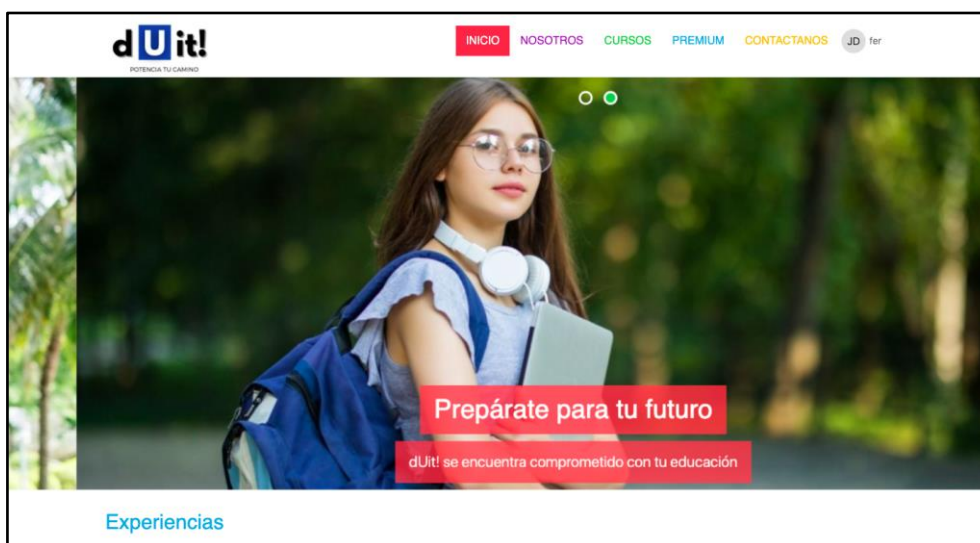 dUit!
POTENCIA TU CAMINO
INICIO NOSOTROS CURSOS PREMIUM CONTACTANOS JD fer
Prepárate para tu futuro
dUit! se encuentra comprometido con tu educación
Experiencias